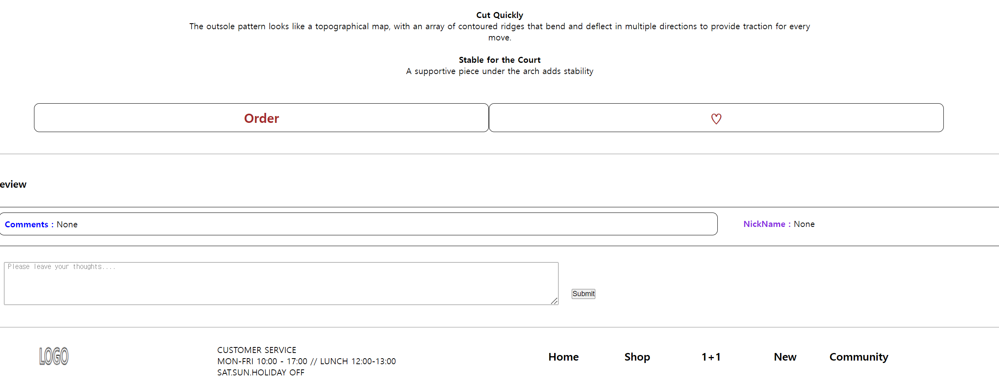 Cut Quickly
The outsole pattern looks like a topographical map, with an array of contoured ridges that bend and deflect in multiple directions to provide traction for every
move.
Stable for the Court
A supportive piece under the arch adds stability
Order ♡
eview
Comments : None NickName : None
Please leave your thoughts....
Submit
LOGO
CUSTOMER SERVICE
MON-FRI 10:00 - 17:00 // LUNCH 12:00-13:00
SAT.SUN.HOLIDAY OFF
Home Shop 1+1 New Community